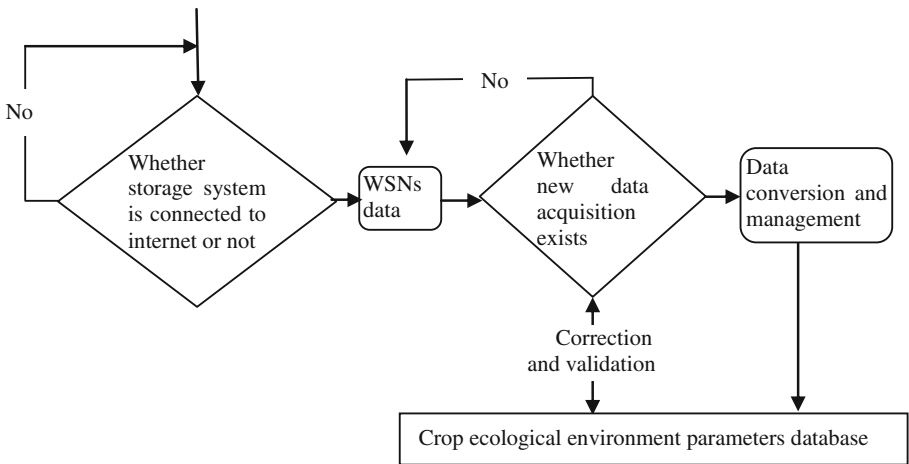 No
No
Whether
storage system
is connected to
internet or not
WSNs
data
Whether
new data
acquisition
exists
Data
conversion and
management
Correction
and validation
Crop ecological environment parameters database